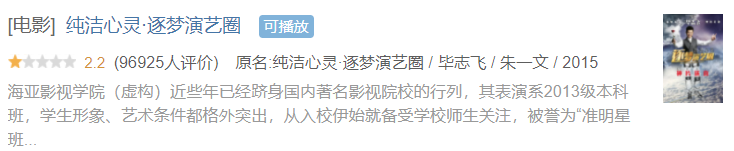 [电影] 纯洁心灵·逐梦演艺圈 可播放
2.2 (96925人评价) 原名:纯洁心灵·逐梦演艺圈 / 毕志飞 / 朱一文 / 2015
海亚影视学院（虚构）近些年已经跻身国内著名影视院校的行列，其表演系2013级本科
班，学生形象、艺术条件都格外突出，从入校伊始就备受学校师生关注，被誉为“准明星
班...